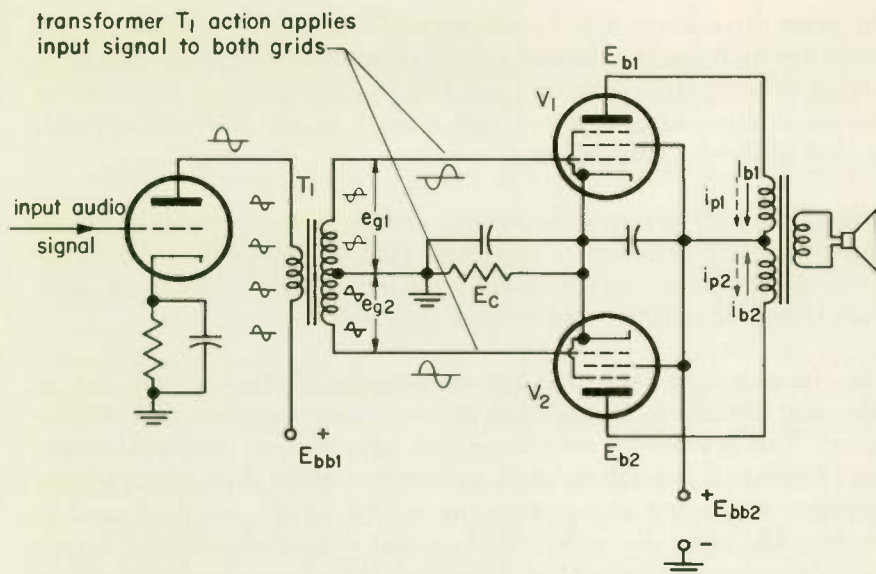 transformer T1 action applies
input signal to both grids
Eb1
V1
T1
input audio
signal
eg1
ip1
Ib1
eg2
EC
ip2
ib2
V2
+
Ebb1
Eb2
+
Ebb2
-